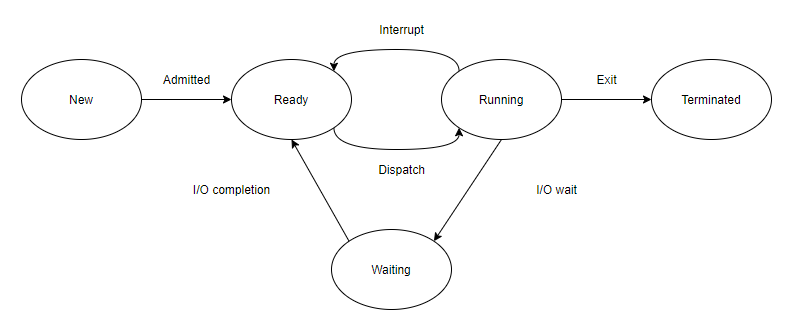 Interrupt
Admitted
Exit
New
Ready
Running
Terminated
Dispatch
I/O completion
I/O wait
Waiting